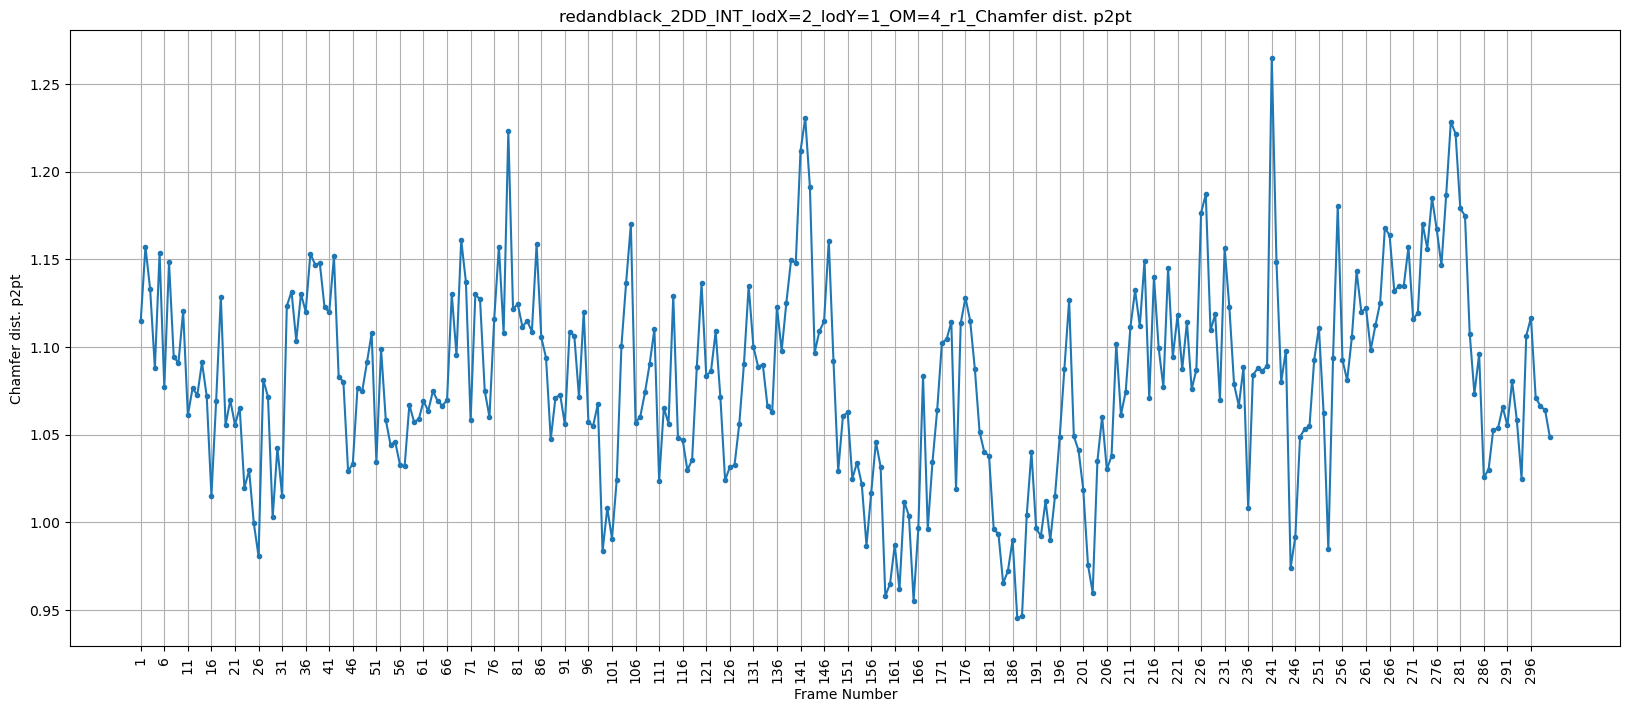 redandblack_2DD_INT_lodX=2_lodY=1_OM=4_r1_Chamfer dist. p2pt
Chamfer dist. p2pt
1.25
1.20
1.15
1.10
1.05
1.00
0.95
1 6 11 16 21 26 31 36 41 46 51 56 61 66 71 76 81 86 91 96 101 106 111 116 121 126 131 136 141 146 151 156 161 166 171 176 181 186 191 196 201 206 211 216 221 226 231 236 241 246 251 256 261 266 271 276 281 286 291 296
Frame Number